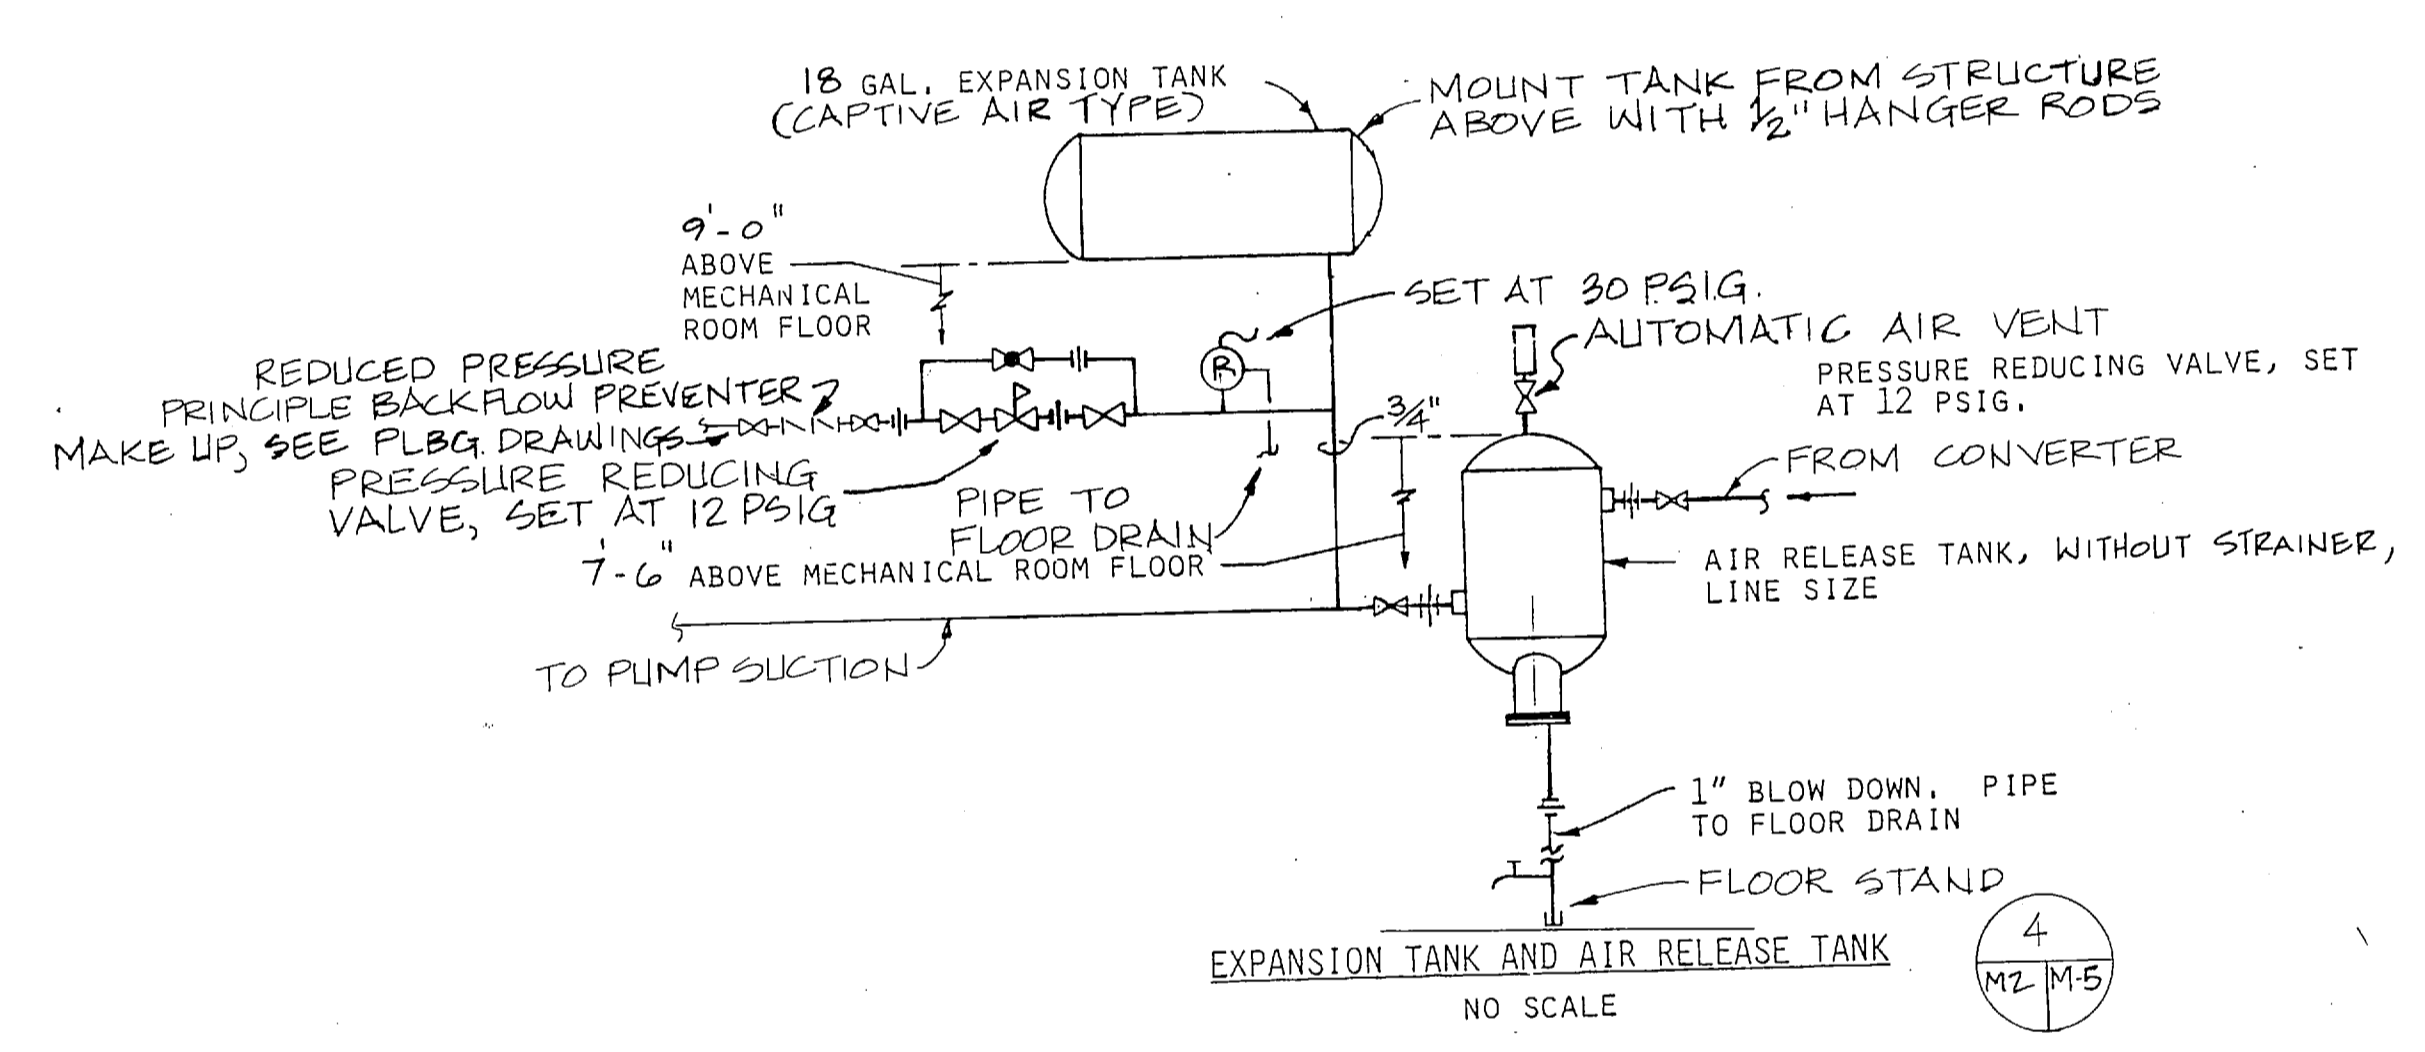 18 GAL. EXPANSION TANK
(CAPTIVE AIR TYPE)
MOUNT TANK FROM STRUCTURE
ABOVE WITH 1/2" HANGER RODS
9'-0"
ABOVE
MECHANICAL
ROOM FLOOR
SET AT 30 P.S.I.G.
AUTOMATIC AIR VENT
PRESSURE REDUCING VALVE, SET
AT 12 PSIG.
REDUCED PRESSURE
PRINCIPLE BACKFLOW PREVENTER
MAKE UP, SEE PLBG. DRAWINGS
R
3/4"
FROM CONVERTER
PRESSURE REDUCING
VALVE, SET AT 12 PSIG
PIPE TO
FLOOR DRAIN
7'-6" ABOVE MECHANICAL ROOM FLOOR
AIR RELEASE TANK, WITHOUT STRAINER,
LINE SIZE
TO PUMP SUCTION
1" BLOW DOWN. PIPE
TO FLOOR DRAIN
FLOOR STAND
EXPANSION TANK AND AIR RELEASE TANK
NO SCALE
4
M2 M-5